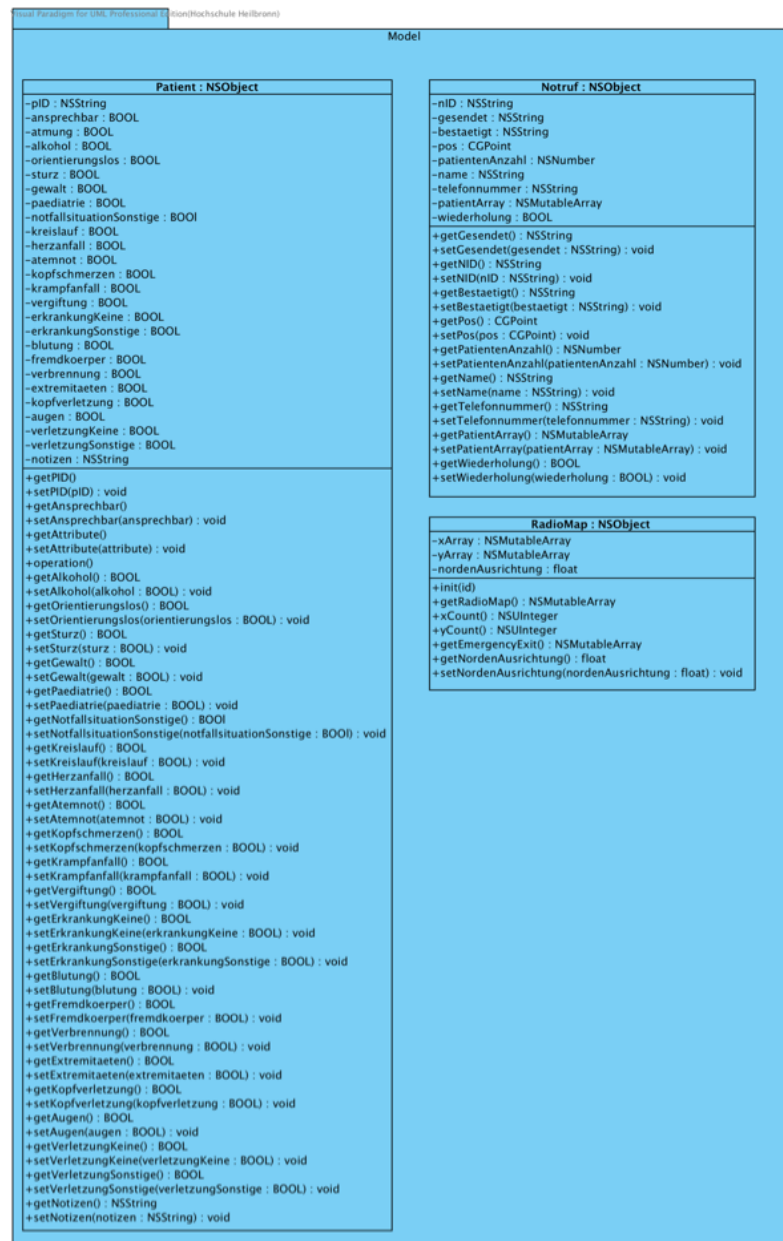 Visual Paradigm for UML Professional Edition(Hochschule Heilbronn)
Model
Patient : NSObject
-pID : NSString
-ansprechbar : BOOL
-atmung : BOOL
-alkohol : BOOL
-orientierungslos : BOOL
-sturz : BOOL
-gewalt : BOOL
-paediatrie : BOOL
-notfallsituationSonstige : BOOl
-kreislauf : BOOL
-herzanfall : BOOL
-atemnot : BOOL
-kopfschmerzen : BOOL
-krampfanfall : BOOL
-vergiftung : BOOL
-erkrankungKeine : BOOL
-erkrankungSonstige : BOOL
-blutung : BOOL
-fremdkoerper : BOOL
-verbrennung : BOOL
-extremitaeten : BOOL
-kopfverletzung : BOOL
-augen : BOOL
-verletzungKeine : BOOL
-verletzungSonstige : BOOL
-notizen : NSString
+getPID()
+setPID(pID) : void
+getAnsprechbar()
+setAnsprechbar(ansprechbar) : void
+getAttribute()
+setAttribute(attribute) : void
+operation()
+getAlkohol() : BOOL
+setAlkohol(alkohol : BOOL) : void
+getOrientierungslos() : BOOL
+setOrientierungslos(orientierungslos : BOOL) : void
+getSturz() : BOOL
+setSturz(sturz : BOOL) : void
+getGewalt() : BOOL
+setGewalt(gewalt : BOOL) : void
+getPaediatrie() : BOOL
+setPaediatrie(paediatrie : BOOL) : void
+getNotfallsituationSonstige() : BOOl
+setNotfallsituationSonstige(notfallsituationSonstige : BOOl) : void
+getKreislauf() : BOOL
+setKreislauf(kreislauf : BOOL) : void
+getHerzanfall() : BOOL
+setHerzanfall(herzanfall : BOOL) : void
+getAtemnot() : BOOL
+setAtemnot(atemnot : BOOL) : void
+getKopfschmerzen() : BOOL
+setKopfschmerzen(kopfschmerzen : BOOL) : void
+getKrampfanfall() : BOOL
+setKrampfanfall(krampfanfall : BOOL) : void
+getVergiftung() : BOOL
+setVergiftung(vergiftung : BOOL) : void
+getErkrankungKeine() : BOOL
+setErkrankungKeine(erkrankungKeine : BOOL) : void
+getErkrankungSonstige() : BOOL
+setErkrankungSonstige(erkrankungSonstige : BOOL) : void
+getBlutung() : BOOL
+setBlutung(blutung : BOOL) : void
+getFremdkoerper() : BOOL
+setFremdkoerper(fremdkoerper : BOOL) : void
+getVerbrennung() : BOOL
+setVerbrennung(verbrennung : BOOL) : void
+getExtremitaeten() : BOOL
+setExtremitaeten(extremitaeten : BOOL) : void
+getKopfverletzung() : BOOL
+setKopfverletzung(kopfverletzung : BOOL) : void
+getAugen() : BOOL
+setAugen(augen : BOOL) : void
+getVerletzungKeine() : BOOL
+setVerletzungKeine(verletzungKeine : BOOL) : void
+getVerletzungSonstige() : BOOL
+setVerletzungSonstige(verletzungSonstige : BOOL) : void
+getNotizen() : NSString
+setNotizen(notizen : NSString) : void
Notruf : NSObject
-nID : NSString
-gesendet : NSString
-bestaetigt : NSString
-pos : CGPoint
-patientenAnzahl : NSNumber
-name : NSString
-telefonnummer : NSString
-patientArray : NSMutableArray
-wiederholung : BOOL
+getGesendet() : NSString
+setGesendet(gesendet : NSString) : void
+getNID() : NSString
+setNID(nID : NSString) : void
+getBestaetigt() : NSString
+setBestaetigt(bestaetigt : NSString) : void
+getPos() : CGPoint
+setPos(pos : CGPoint) : void
+getPatientenAnzahl() : NSNumber
+setPatientenAnzahl(patientenAnzahl : NSNumber) : void
+getName() : NSString
+setName(name : NSString) : void
+getTelefonnummer() : NSString
+setTelefonnummer(telefonnummer : NSString) : void
+getPatientArray() : NSMutableArray
+setPatientArray(patientArray : NSMutableArray) : void
+getWiederholung() : BOOL
+setWiederholung(wiederholung : BOOL) : void
RadioMap : NSObject
-xArray : NSMutableArray
-yArray : NSMutableArray
-nordenAusrichtung : float
+init(id)
+getRadioMap() : NSMutableArray
+xCount() : NSUInteger
+yCount() : NSUInteger
+getEmergencyExit() : NSMutableArray
+getNordenAusrichtung() : float
+setNordenAusrichtung(nordenAusrichtung : float) : void